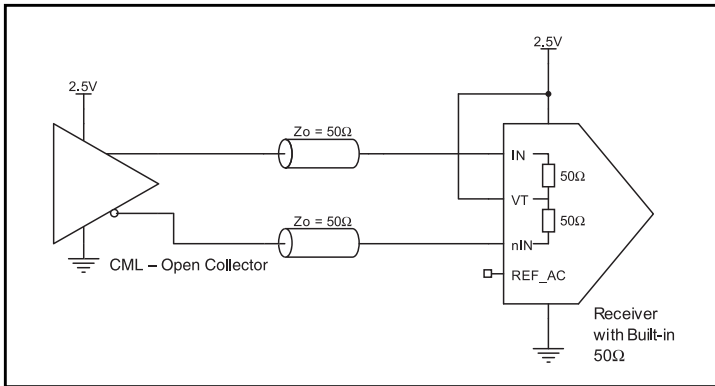 2.5V
2.5V
Zo = 50Ω
IN
50Ω
VT
50Ω
Zo = 50Ω
nIN
CML – Open Collector
REF_AC
Receiver
with Built-in
50Ω